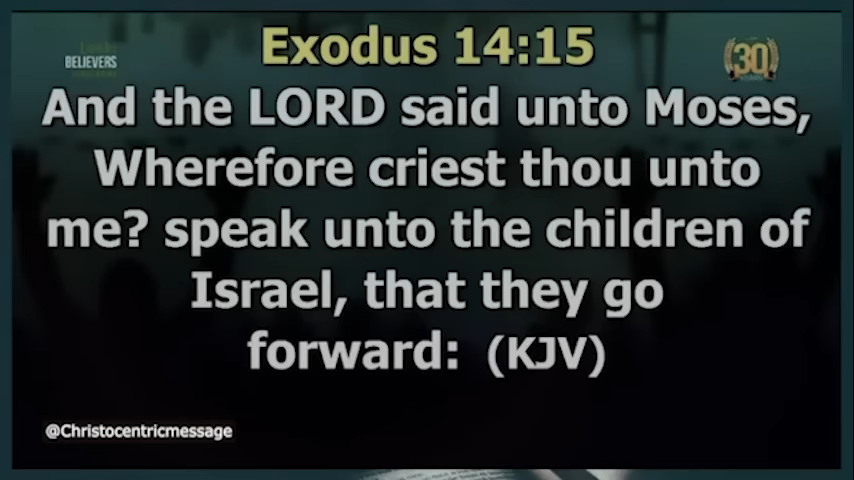 Exodus 14:15
BELIEVERS
30
And the LORD said unto Moses,
Wherefore criest thou unto
me? speak unto the children of
Israel, that they go
forward: (KJV)
@Christocentricmessage